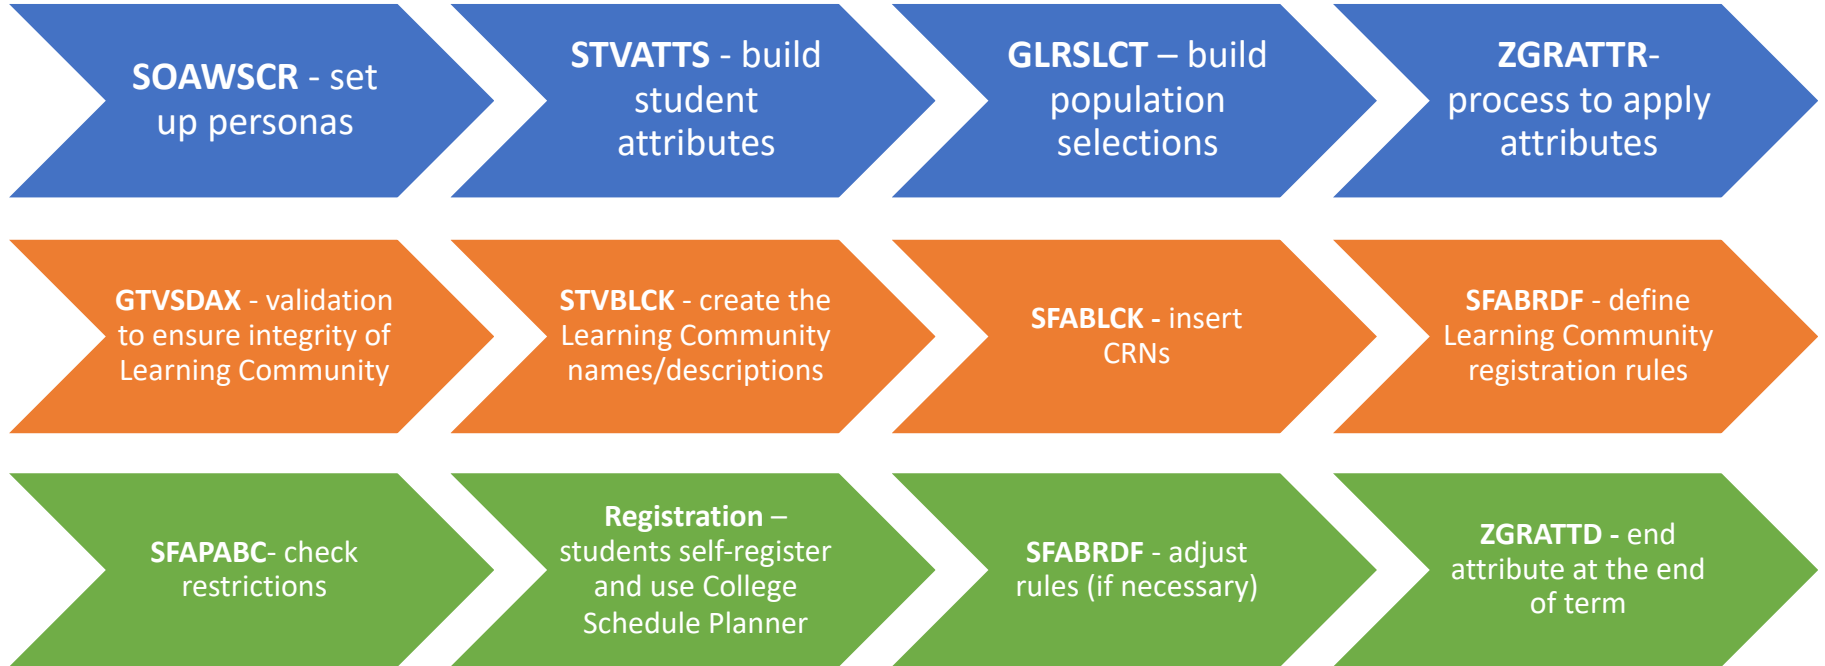 SOAWSCR - set
up personas
STVATTS - build
student
attributes
GLRSLCT – build
population
selections
ZGRATTR-
process to apply
attributes
GTVSDAX - validation
to ensure integrity of
Learning Community
STVBLCK - create the
Learning Community
names/descriptions
SFABLCK - insert
CRNs
SFABRDF - define
Learning Community
registration rules
SFAPABC- check
restrictions
Registration –
students self-register
and use College
Schedule Planner
SFABRDF - adjust
rules (if necessary)
ZGRATTD - end
attribute at the end
of term